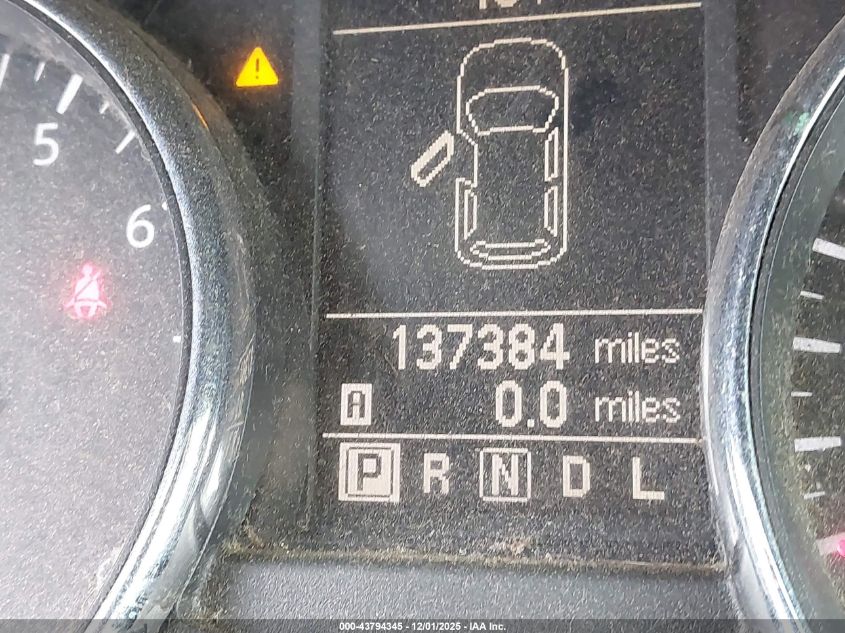 5
6
137384 miles
A 0.0 miles
P R N D L
000-43794345 - 12/01/2025 - IAA Inc.